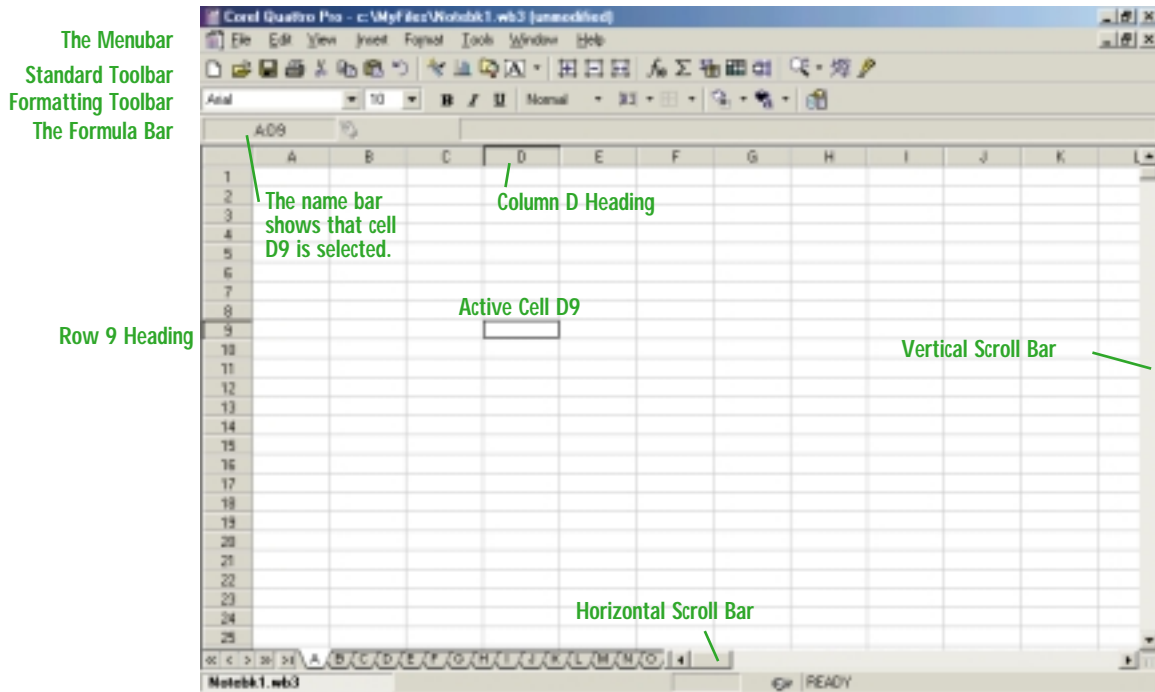 Corel Quattro Pro - c:\MyFiles\Notebk1.wb3 (unmodified)
The Menubar
File Edit View Insert Format Tools Window Help
Standard Toolbar
Formatting Toolbar
Arial 10 B I U Normal
The Formula Bar
A:D9
A B C D E F G H I J K L
1
2
3
4
5
6
7
8
9
10
11
12
13
14
15
16
17
18
19
20
21
22
23
24
25
The name bar
shows that cell
D9 is selected.
Column D Heading
Active Cell D9
Row 9 Heading
Vertical Scroll Bar
Horizontal Scroll Bar
A B C D E F G H I J K L M N O
Notebk1.wb3 READY